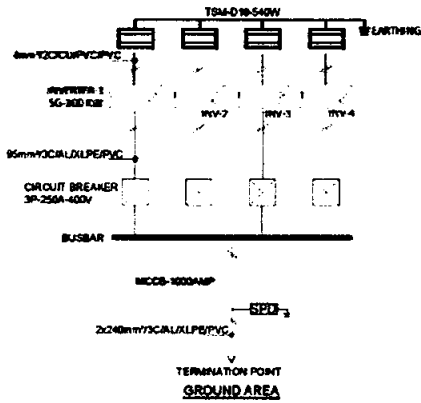 TSM-D19-540W
EARTHING
4mm²/2C/CU/PVC/PVC
INVERTER-1
INV-2
INV-3
INV-4
95mm²/3C/AL/XLPE/PVC
CIRCUIT BREAKER
3P-250A-400V
BUSBAR
MCCB-1000AMP
SPD
2x240mm²/3C/AL/XLPE/PVC
TERMINATION POINT
GROUND AREA